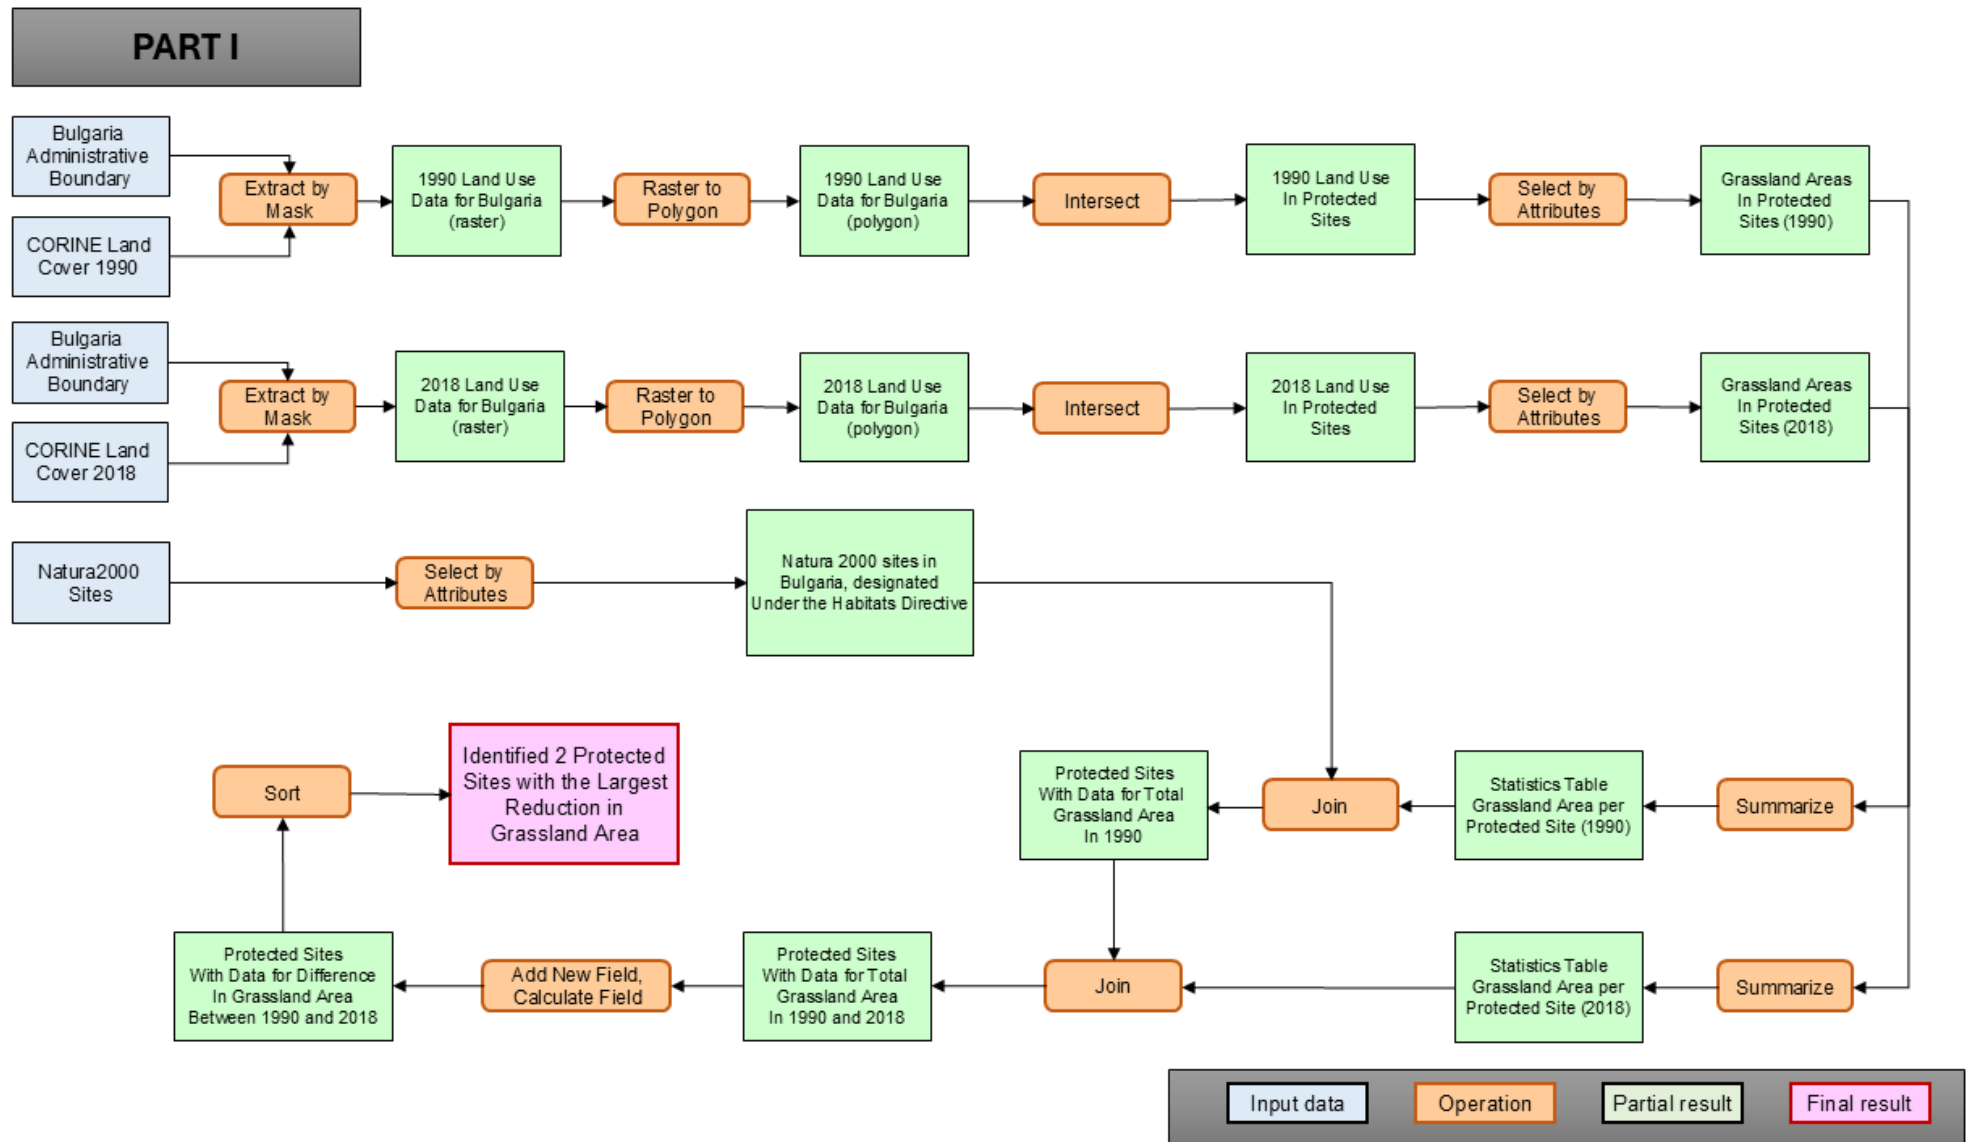 PART I
Bulgaria
Administrative
Boundary
CORINE Land
Cover 1990
Extract by
Mask
1990 Land Use
Data for Bulgaria
(raster)
Raster to
Polygon
1990 Land Use
Data for Bulgaria
(polygon)
Intersect
1990 Land Use
In Protected
Sites
Select by
Attributes
Grassland Areas
In Protected
Sites (1990)
Bulgaria
Administrative
Boundary
CORINE Land
Cover 2018
Extract by
Mask
2018 Land Use
Data for Bulgaria
(raster)
Raster to
Polygon
2018 Land Use
Data for Bulgaria
(polygon)
Intersect
2018 Land Use
In Protected
Sites
Select by
Attributes
Grassland Areas
In Protected
Sites (2018)
Natura2000
Sites
Select by
Attributes
Natura 2000 sites in
Bulgaria, designated
Under the Habitats Directive
Sort
Identified 2 Protected
Sites with the Largest
Reduction in
Grassland Area
Protected Sites
With Data for Total
Grassland Area
In 1990
Join
Statistics Table
Grassland Area per
Protected Site (1990)
Summarize
Protected Sites
With Data for Difference
In Grassland Area
Between 1990 and 2018
Add New Field,
Calculate Field
Protected Sites
With Data for Total
Grassland Area
In 1990 and 2018
Join
Statistics Table
Grassland Area per
Protected Site (2018)
Summarize
Input data
Operation
Partial result
Final result